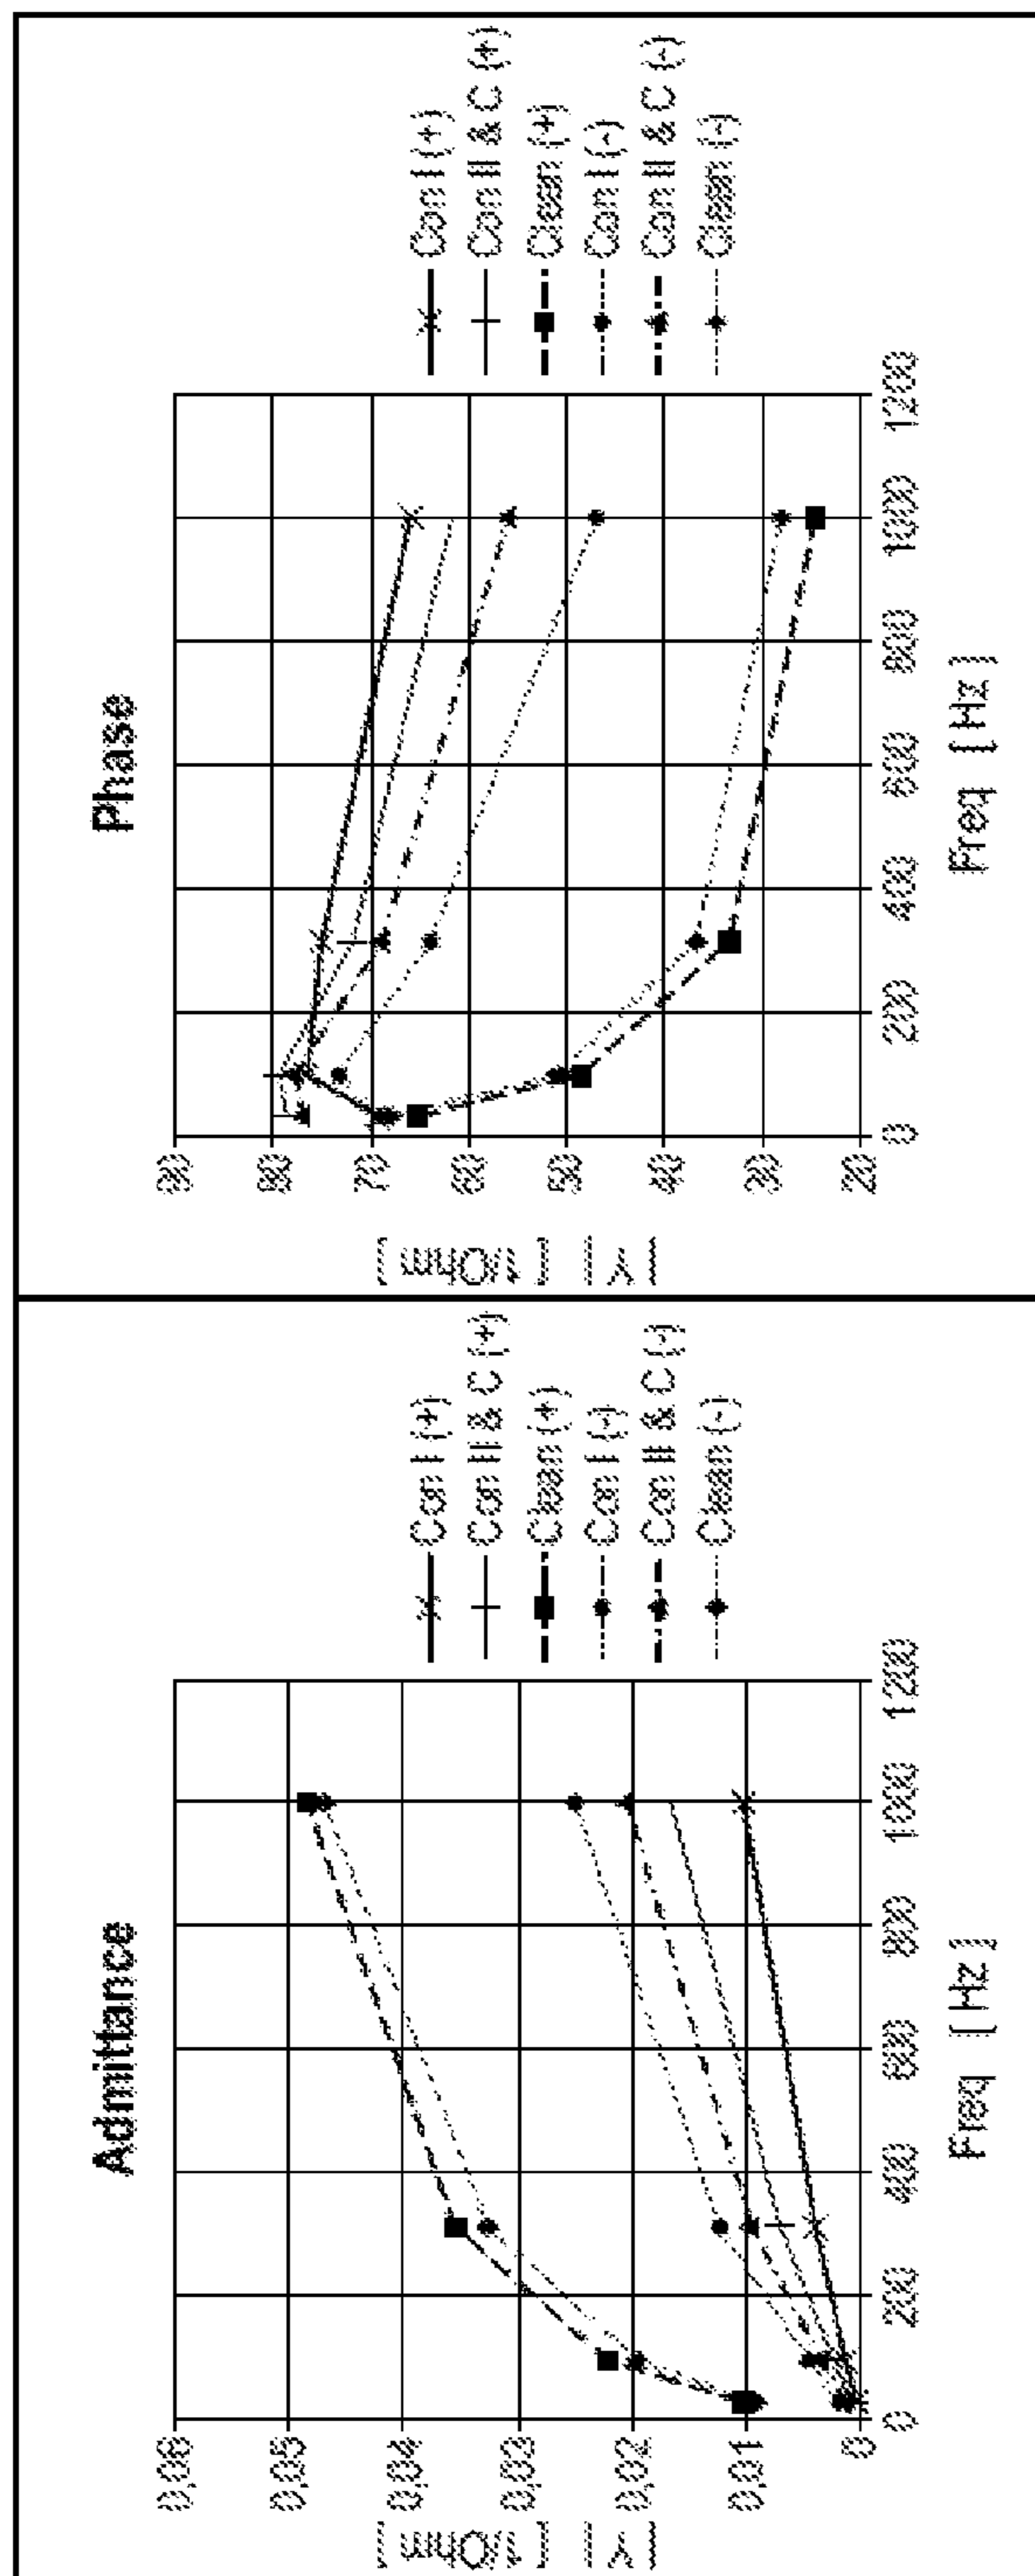 Admittance
|Y| [1/Ohm]
0,06
0,05
0,04
0,03
0,02
0,01
0
0 200 400 600 800 1000 1200
Freq [Hz]
Con I (+)
Con II & C (+)
Clean (+)
Con I (-)
Con II & C (-)
Clean (-)
Phase
|Y| [1/Ohm]
90
80
70
60
50
40
30
20
0 200 400 600 800 1000 1200
Freq [Hz]
Con I (+)
Con II & C (+)
Clean (+)
Con I (-)
Con II & C (-)
Clean (-)